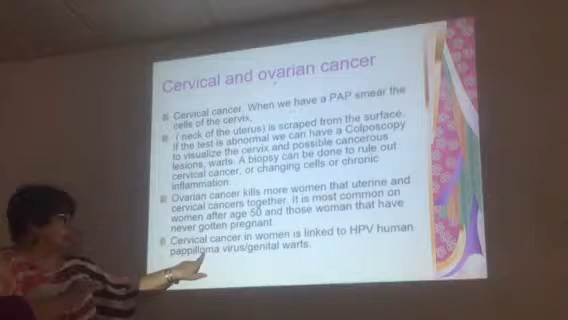 Cervical and ovarian cancer
Cervical cancer. When we have a PAP smear the
cells of the cervix,
( neck of the uterus) is scraped from the surface.
If the test is abnormal we can have a Colposcopy
to visualize the cervix and possible cancerous
lesions, warts. A biopsy can be done to rule out
cervical cancer, or changing cells or chronic
inflammation.
Ovarian cancer kills more women that uterine and
cervical cancers together. It is most common on
women after age 50 and those woman that have
never gotten pregnant.
Cervical cancer in women is linked to HPV human
pappilloma virus/genital warts.